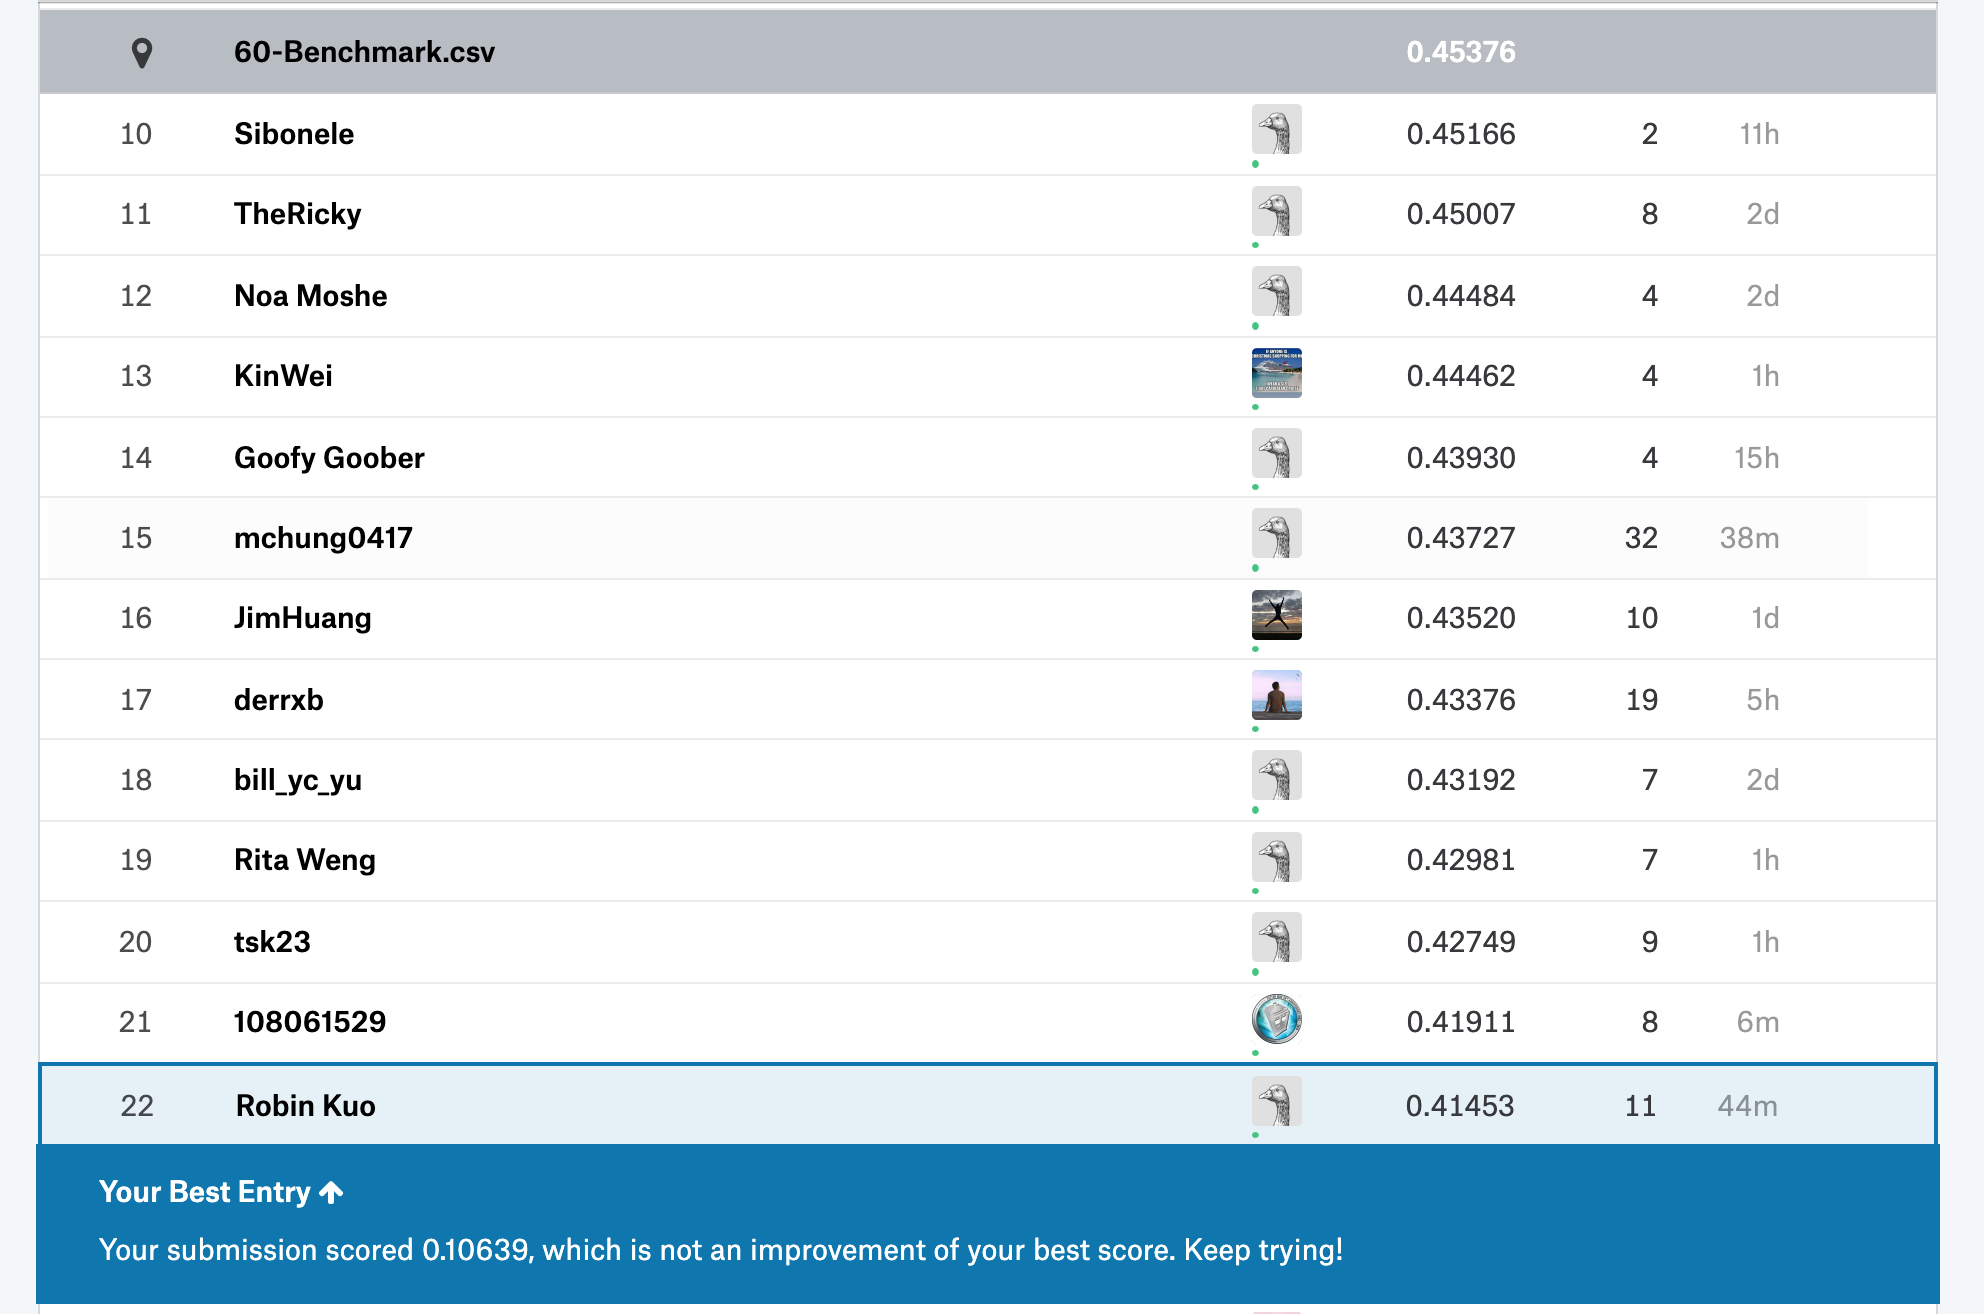 60-Benchmark.csv 0.45376
10 Sibonele 0.45166 2 11h
11 TheRicky 0.45007 8 2d
12 Noa Moshe 0.44484 4 2d
13 KinWei 0.44462 4 1h
14 Goofy Goober 0.43930 4 15h
15 mchung0417 0.43727 32 38m
16 JimHuang 0.43520 10 1d
17 derrxb 0.43376 19 5h
18 bill_yc_yu 0.43192 7 2d
19 Rita Weng 0.42981 7 1h
20 tsk23 0.42749 9 1h
21 108061529 0.41911 8 6m
22 Robin Kuo 0.41453 11 44m
Your Best Entry
Your submission scored 0.10639, which is not an improvement of your best score. Keep trying!